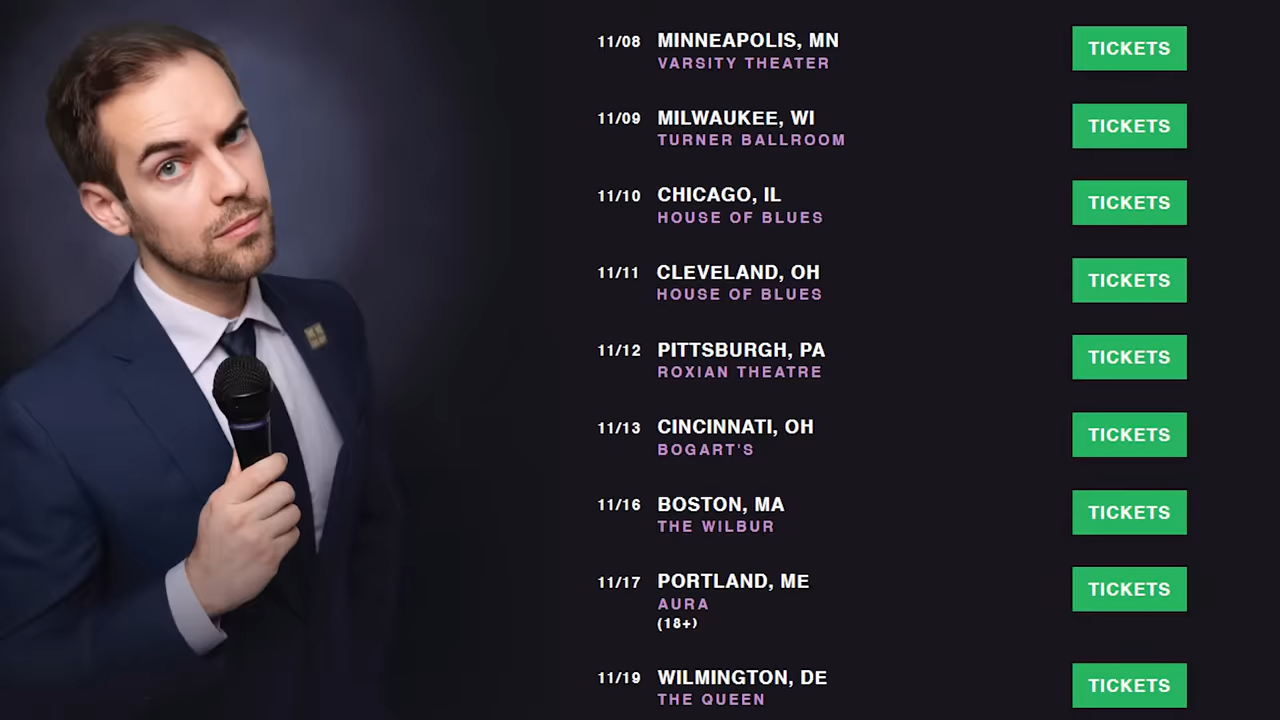 11/08 MINNEAPOLIS, MN TICKETS
VARSITY THEATER
11/09 MILWAUKEE, WI TICKETS
TURNER BALLROOM
11/10 CHICAGO, IL TICKETS
HOUSE OF BLUES
11/11 CLEVELAND, OH TICKETS
HOUSE OF BLUES
11/12 PITTSBURGH, PA TICKETS
ROXIAN THEATRE
11/13 CINCINNATI, OH TICKETS
BOGART'S
11/16 BOSTON, MA TICKETS
THE WILBUR
11/17 PORTLAND, ME TICKETS
AURA
(18+)
11/19 WILMINGTON, DE TICKETS
THE QUEEN